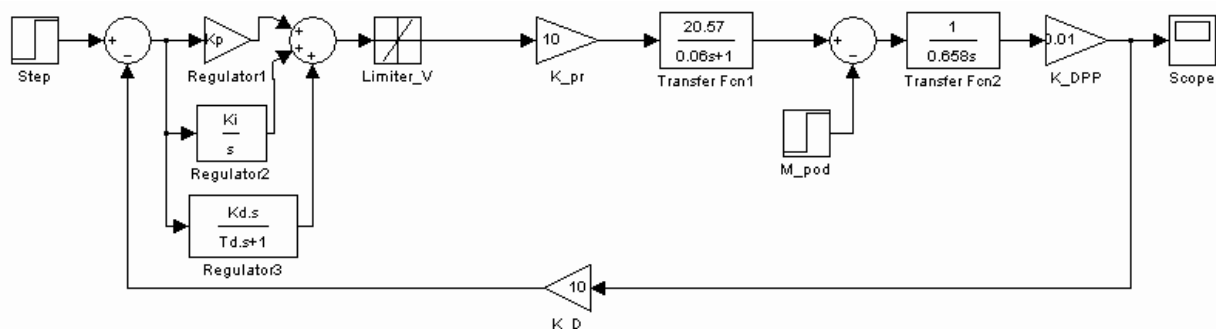 Step
+
−
Kp
Regulator1
+
+
+
Limiter_V
10
K_pr
20.57
0.06s+1
Transfer Fcn1
+
−
1
0.658s
Transfer Fcn2
0.01
K_DPP
Scope
Ki
s
Regulator2
M_pod
Kd.s
Td.s+1
Regulator3
10
K_D